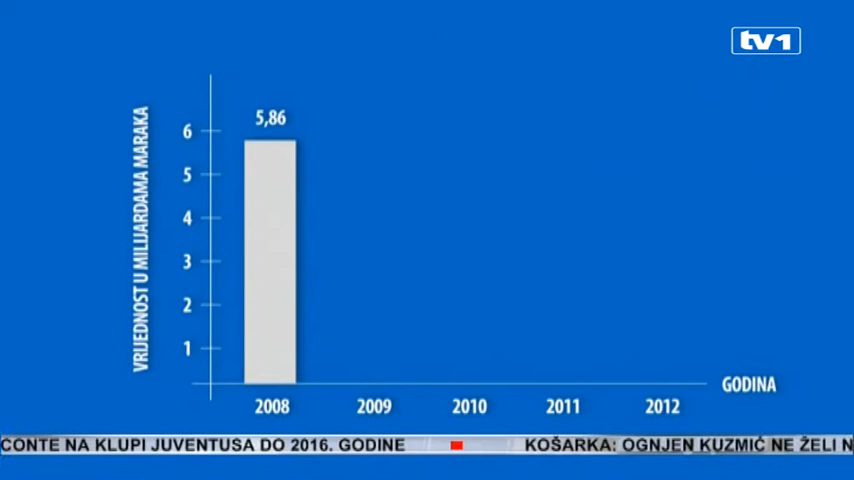 tv1
VRIJEDNOST U MILIJARDAMA MARAKA
5,86
6
5
4
3
2
1
GODINA
2008 2009 2010 2011 2012
CONTE NA KLUPI JUVENTUSA DO 2016. GODINE KOŠARKA: OGNJEN KUZMIĆ NE ŽELI N